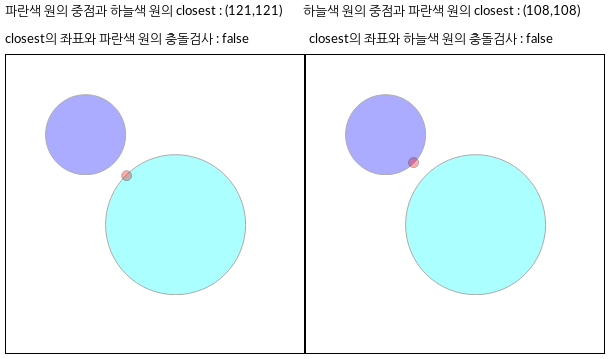 파란색 원의 중점과 하늘색 원의 closest : (121,121)
closest의 좌표와 파란색 원의 충돌검사 : false
하늘색 원의 중점과 파란색 원의 closest : (108,108)
closest의 좌표와 하늘색 원의 충돌검사 : false